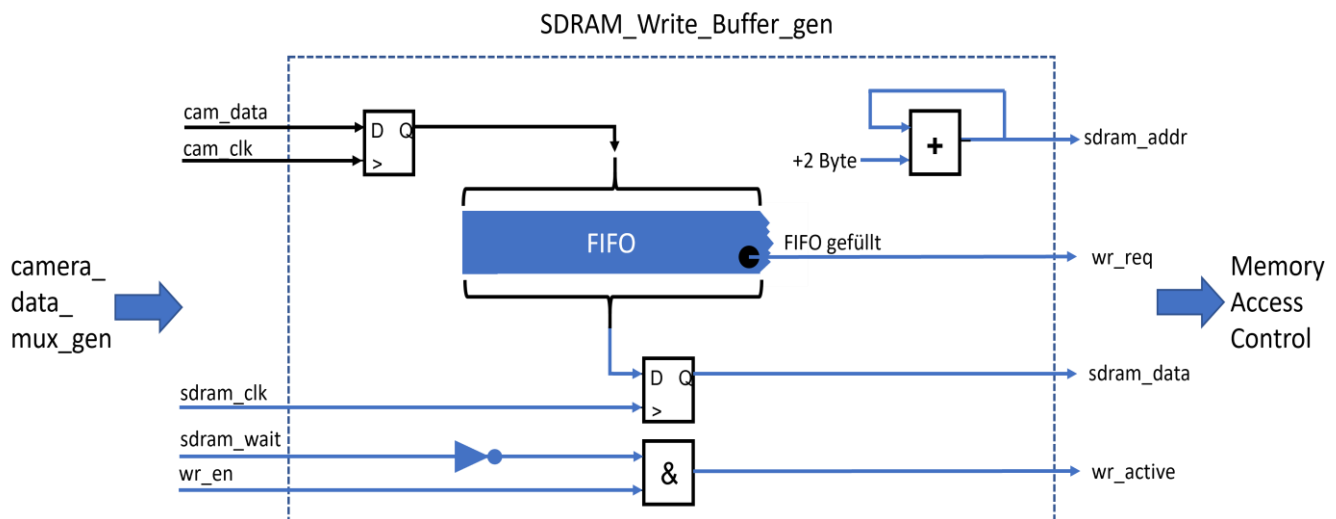 SDRAM_Write_Buffer_gen
cam_data
cam_clk
D Q
>
+
+2 Byte
sdram_addr
FIFO
FIFO gefüllt
wr_req
camera_
data_
mux_gen
Memory
Access
Control
D Q
>
sdram_data
sdram_clk
sdram_wait
wr_en
&
wr_active